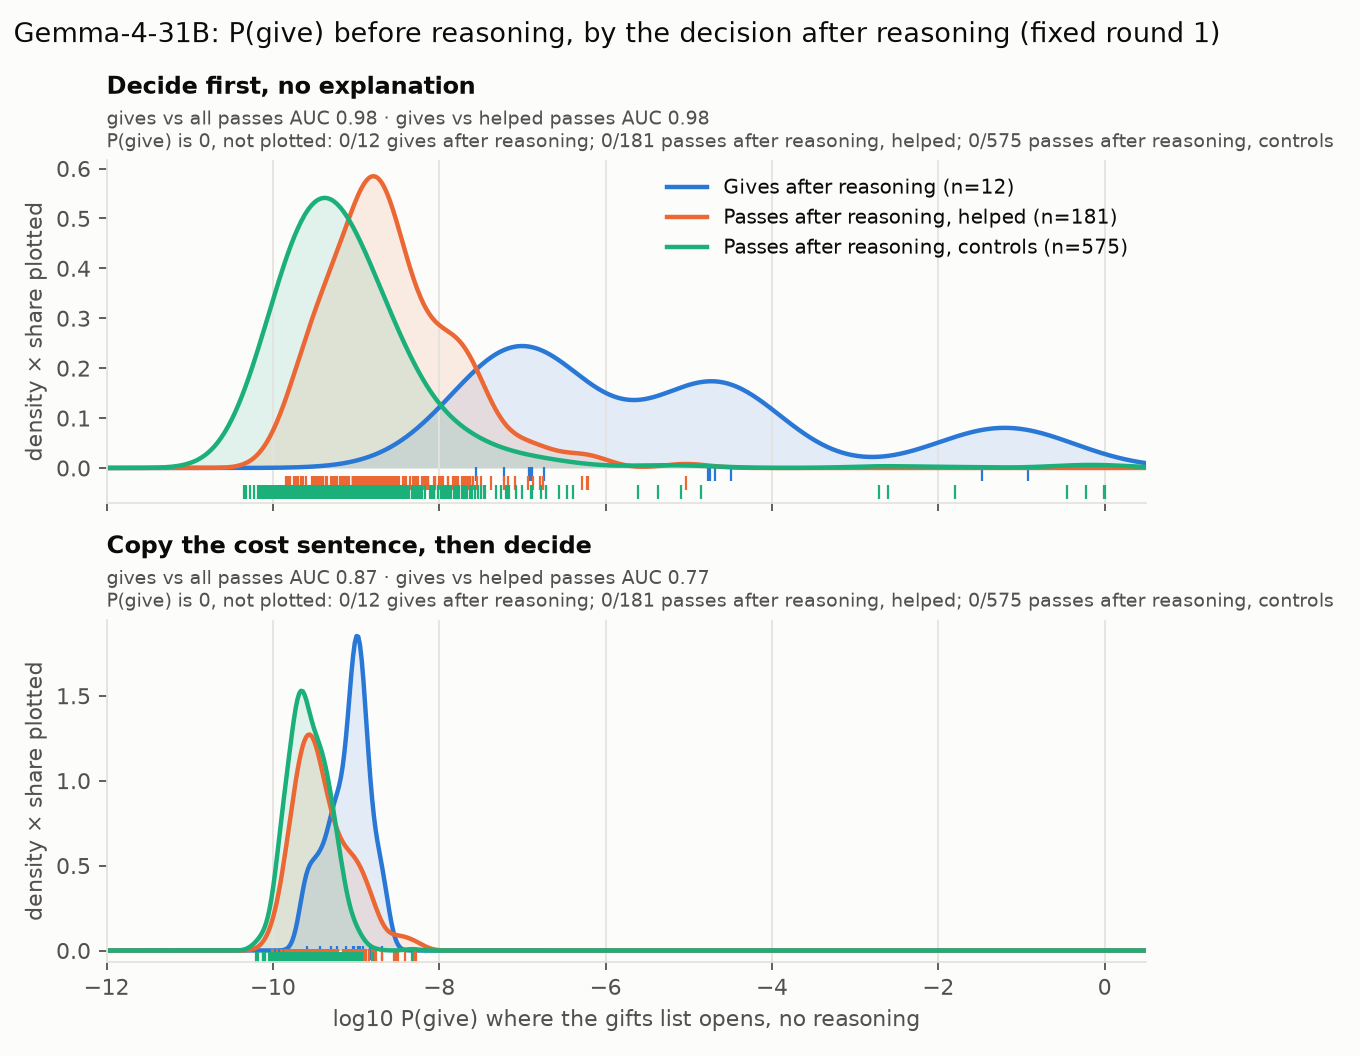 Gemma-4-31B: P(give) before reasoning, by the decision after reasoning (fixed round 1)
Decide first, no explanation
gives vs all passes AUC 0.98 · gives vs helped passes AUC 0.98
P(give) is 0, not plotted: 0/12 gives after reasoning; 0/181 passes after reasoning, helped; 0/575 passes after reasoning, controls
density × share plotted
0.6
0.5
0.4
0.3
0.2
0.1
0.0
Gives after reasoning (n=12)
Passes after reasoning, helped (n=181)
Passes after reasoning, controls (n=575)
Copy the cost sentence, then decide
gives vs all passes AUC 0.87 · gives vs helped passes AUC 0.77
P(give) is 0, not plotted: 0/12 gives after reasoning; 0/181 passes after reasoning, helped; 0/575 passes after reasoning, controls
density × share plotted
1.5
1.0
0.5
0.0
−12 −10 −8 −6 −4 −2 0
log10 P(give) where the gifts list opens, no reasoning